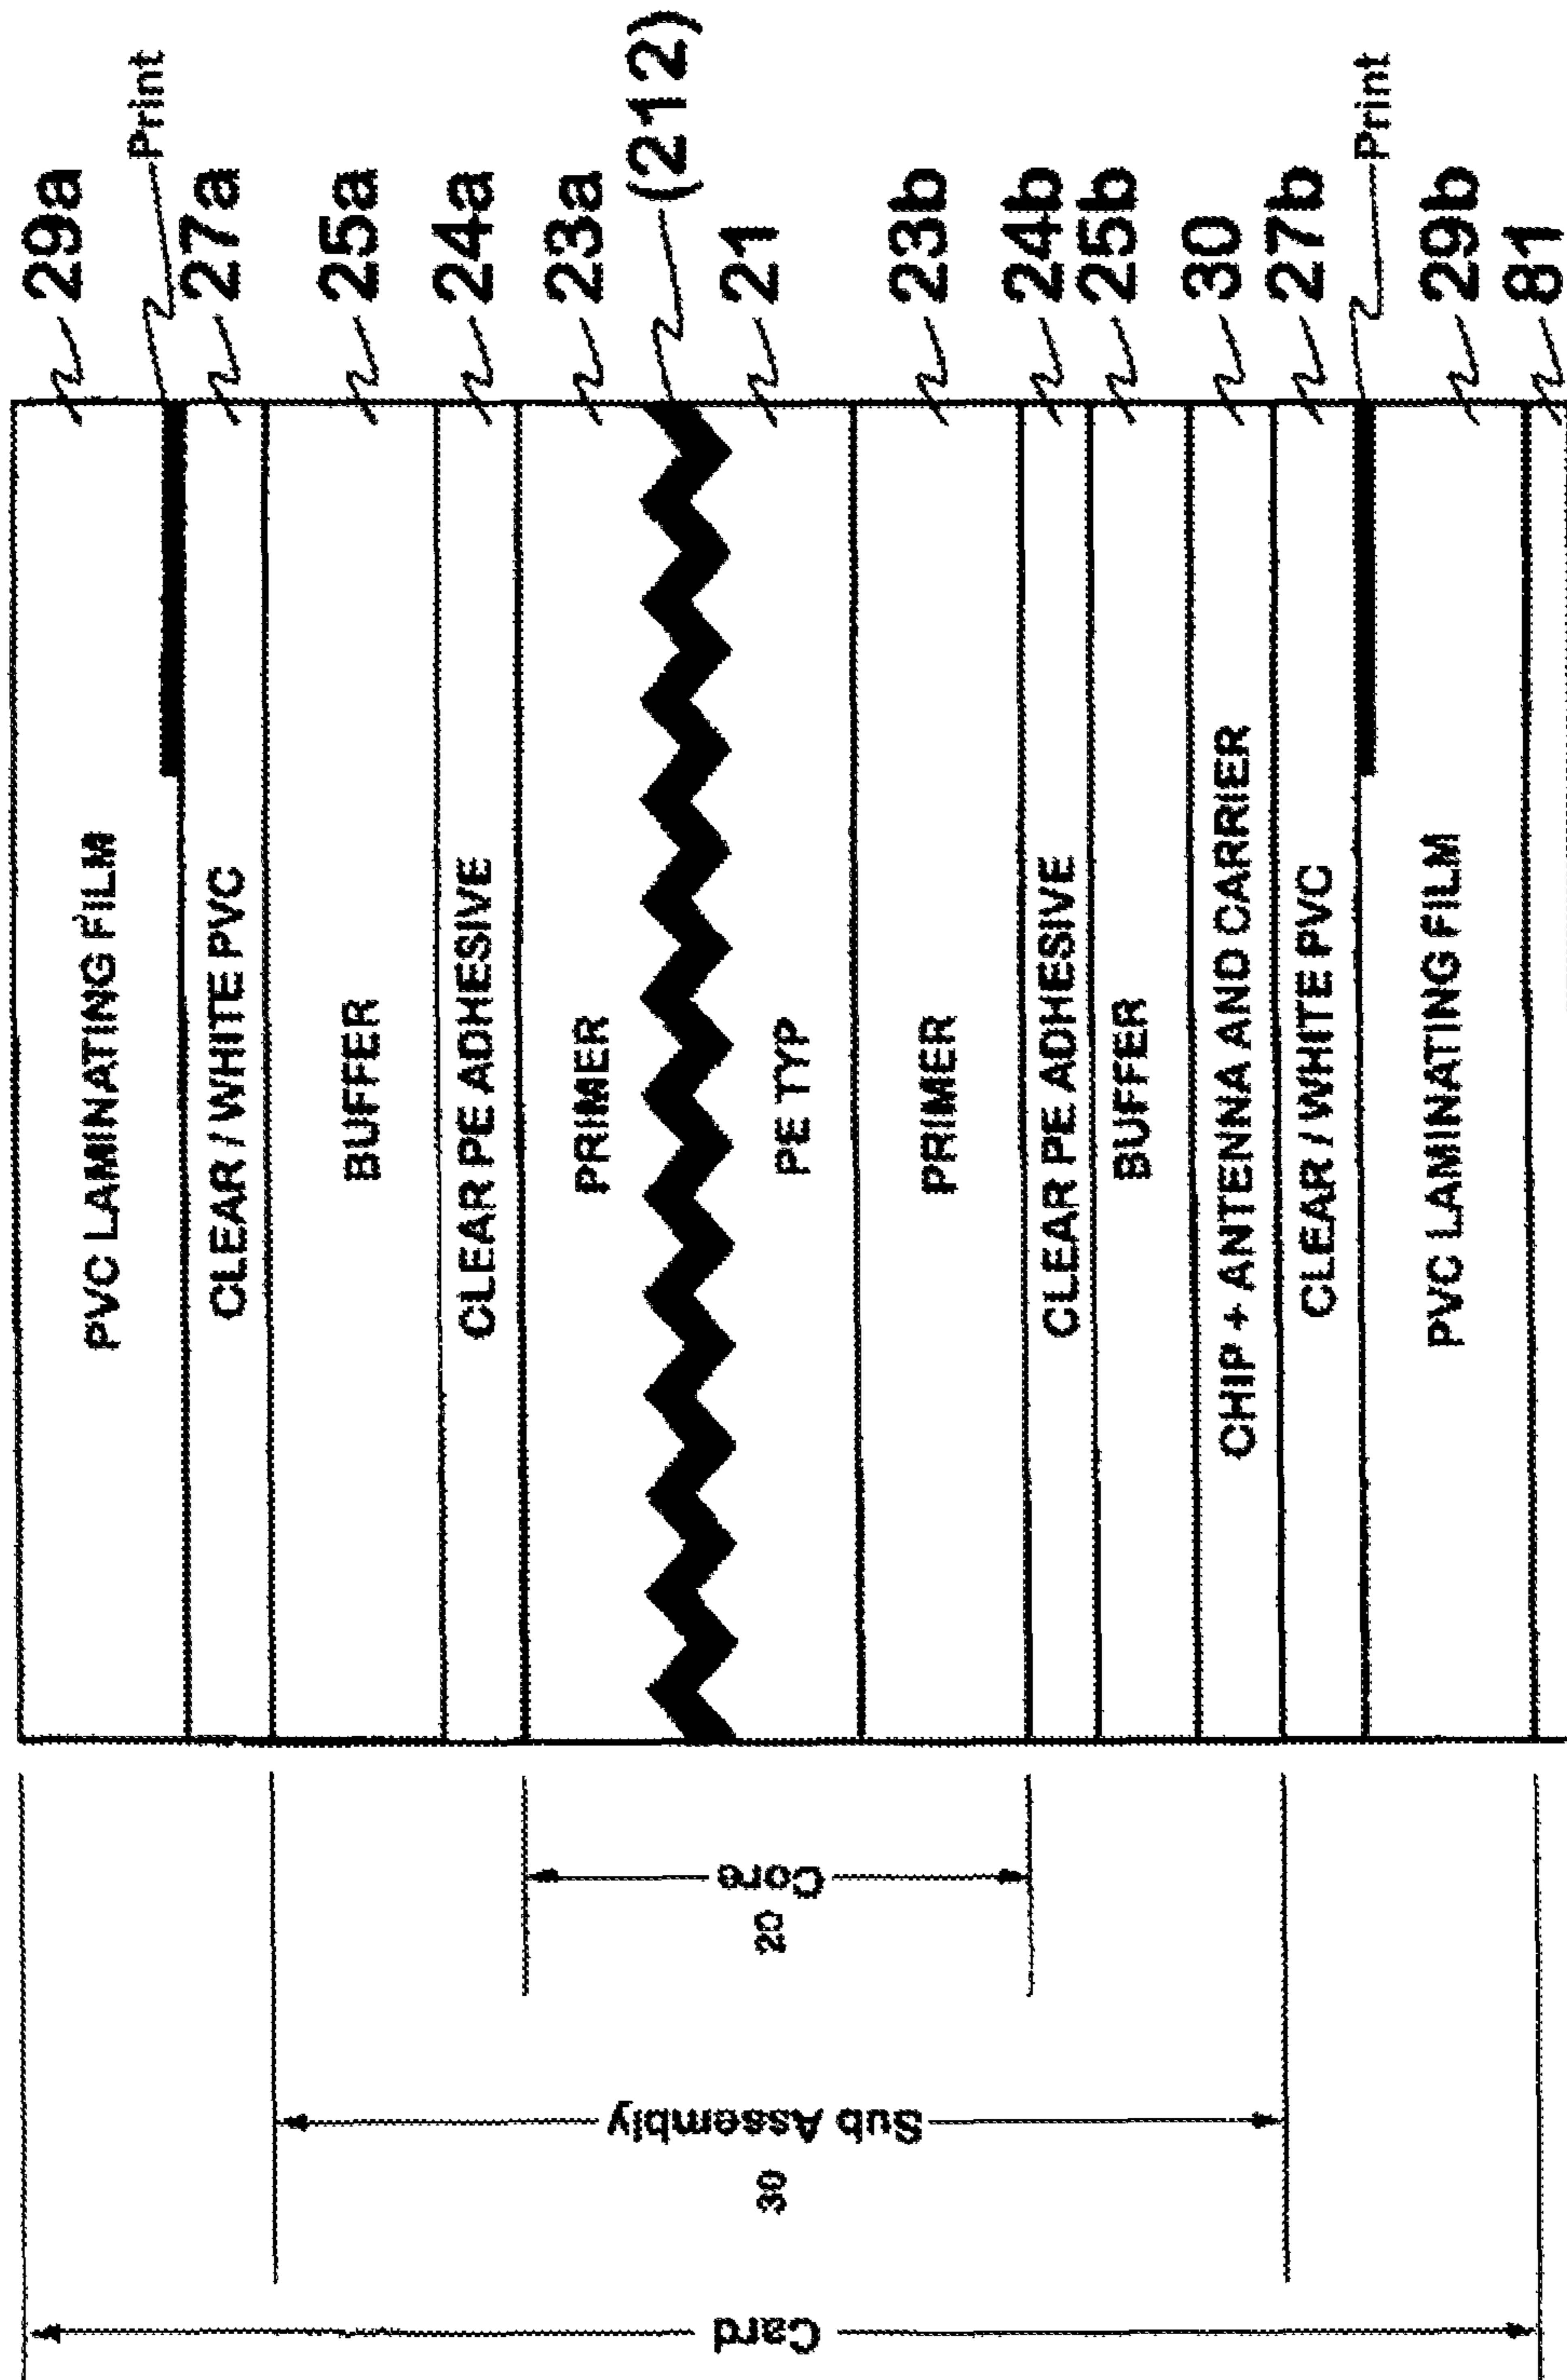 29a
Print
27a
25a
24a
23a
(212)
21
23b
24b
25b
30
27b
Print
29b
81
PVC LAMINATING FILM
CLEAR / WHITE PVC
BUFFER
CLEAR PE ADHESIVE
PRIMER
PE TYP
PRIMER
CLEAR PE ADHESIVE
BUFFER
CHIP + ANTENNA AND CARRIER
CLEAR / WHITE PVC
PVC LAMINATING FILM
Core
20
Sub Assembly
30
Card